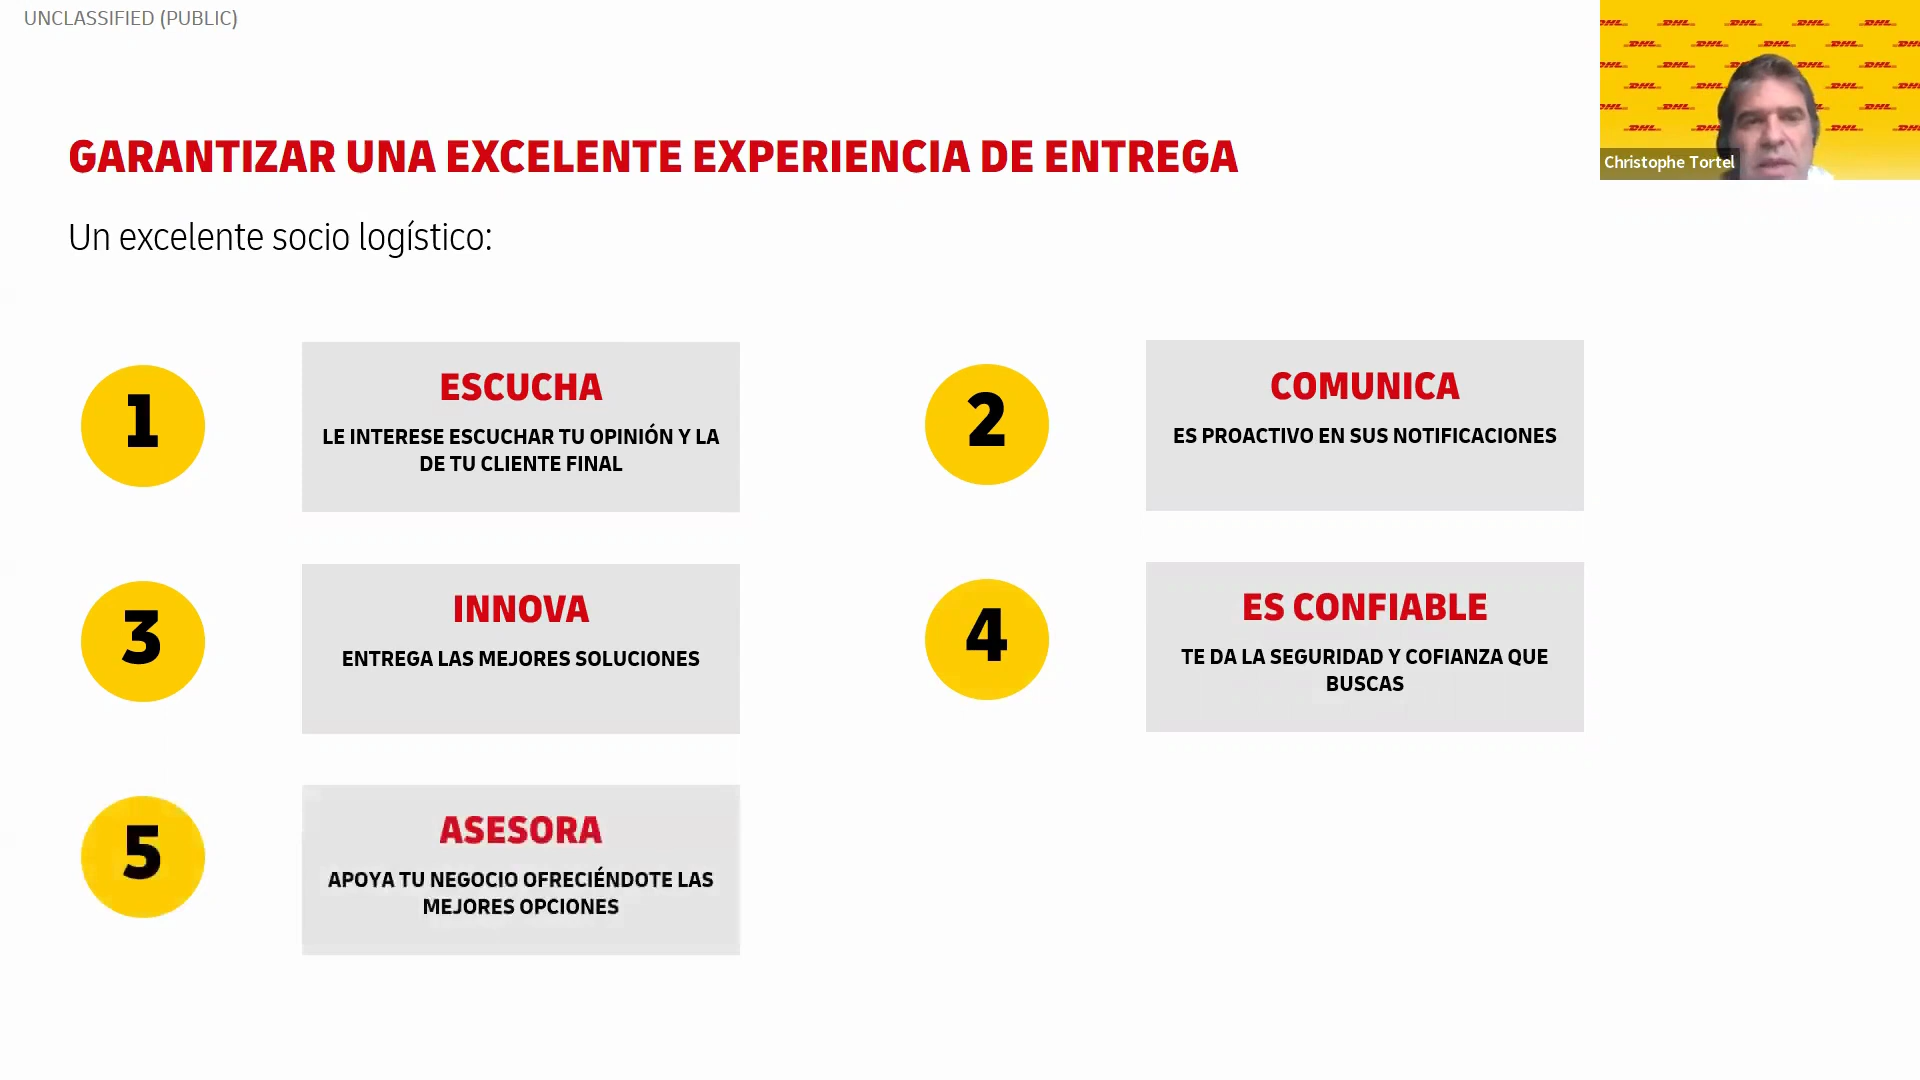 UNCLASSIFIED (PUBLIC)
GARANTIZAR UNA EXCELENTE EXPERIENCIA DE ENTREGA
Un excelente socio logístico:
1
ESCUCHA
LE INTERESE ESCUCHAR TU OPINIÓN Y LA
DE TU CLIENTE FINAL
2
COMUNICA
ES PROACTIVO EN SUS NOTIFICACIONES
3
INNOVA
ENTREGA LAS MEJORES SOLUCIONES
4
ES CONFIABLE
TE DA LA SEGURIDAD Y COFIANZA QUE
BUSCAS
5
ASESORA
APOYA TU NEGOCIO OFRECIÉNDOTE LAS
MEJORES OPCIONES
DHL
Christophe Tortel